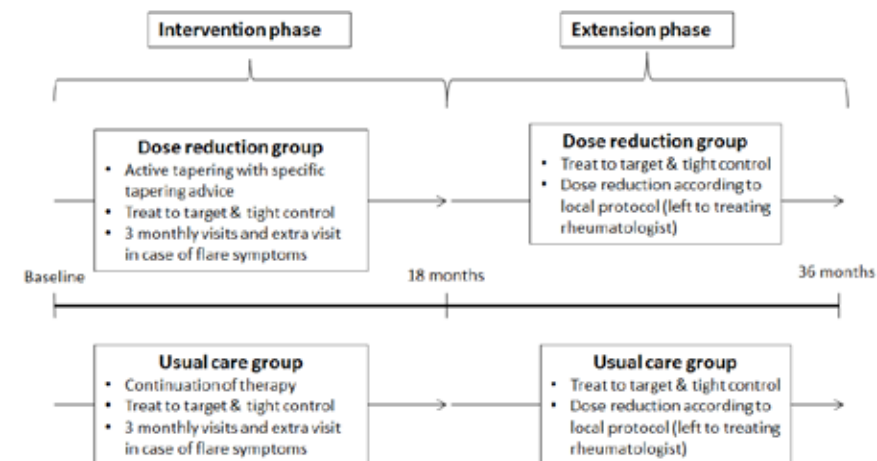 Intervention phase
Extension phase
Dose reduction group
• Active tapering with specific
tapering advice
• Treat to target & tight control
• 3 monthly visits and extra visit
in case of flare symptoms
Dose reduction group
• Treat to target & tight control
• Dose reduction according to
local protocol (left to treating
rheumatologist)
Baseline
18 months
36 months
Usual care group
• Continuation of therapy
• Treat to target & tight control
• 3 monthly visits and extra visit
in case of flare symptoms
Usual care group
• Treat to target & tight control
• Dose reduction according to
local protocol (left to treating
rheumatologist)